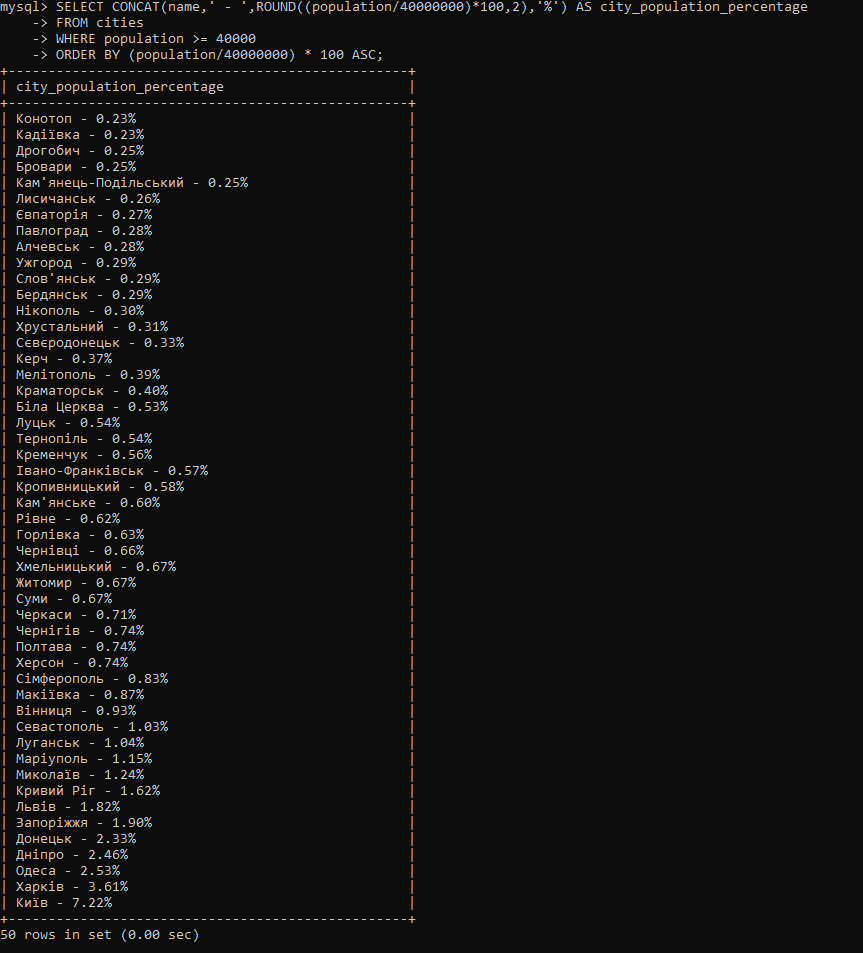 mysql> SELECT CONCAT(name,' - ',ROUND((population/40000000)*100,2),'%') AS city_population_percentage
    -> FROM cities
    -> WHERE population >= 40000
    -> ORDER BY (population/40000000) * 100 ASC;
+--------------------------------------------------+
| city_population_percentage                       |
+--------------------------------------------------+
| Конотоп - 0.23%                                  |
| Кадіївка - 0.23%                                 |
| Дрогобич - 0.25%                                 |
| Бровари - 0.25%                                  |
| Кам'янець-Подільський - 0.25%                    |
| Лисичанськ - 0.26%                               |
| Євпаторія - 0.27%                                |
| Павлоград - 0.28%                                |
| Алчевськ - 0.28%                                 |
| Ужгород - 0.29%                                  |
| Слов'янськ - 0.29%                               |
| Бердянськ - 0.29%                                |
| Нікополь - 0.30%                                 |
| Хрустальний - 0.31%                              |
| Сєвєродонецьк - 0.33%                            |
| Керч - 0.37%                                     |
| Мелітополь - 0.39%                               |
| Краматорськ - 0.40%                              |
| Біла Церква - 0.53%                              |
| Луцьк - 0.54%                                    |
| Тернопіль - 0.54%                                |
| Кременчук - 0.56%                                |
| Івано-Франківськ - 0.57%                         |
| Кропивницький - 0.58%                            |
| Кам'янське - 0.60%                               |
| Рівне - 0.62%                                    |
| Горлівка - 0.63%                                 |
| Чернівці - 0.66%                                 |
| Хмельницький - 0.67%                             |
| Житомир - 0.67%                                  |
| Суми - 0.67%                                     |
| Черкаси - 0.71%                                  |
| Чернігів - 0.74%                                 |
| Полтава - 0.74%                                  |
| Херсон - 0.74%                                   |
| Сімферополь - 0.83%                              |
| Макіївка - 0.87%                                 |
| Вінниця - 0.93%                                  |
| Севастополь - 1.03%                              |
| Луганськ - 1.04%                                 |
| Маріуполь - 1.15%                                |
| Миколаїв - 1.24%                                 |
| Кривий Ріг - 1.62%                               |
| Львів - 1.82%                                    |
| Запоріжжя - 1.90%                                |
| Донецьк - 2.33%                                  |
| Дніпро - 2.46%                                   |
| Одеса - 2.53%                                    |
| Харків - 3.61%                                   |
| Київ - 7.22%                                     |
+--------------------------------------------------+
50 rows in set (0.00 sec)